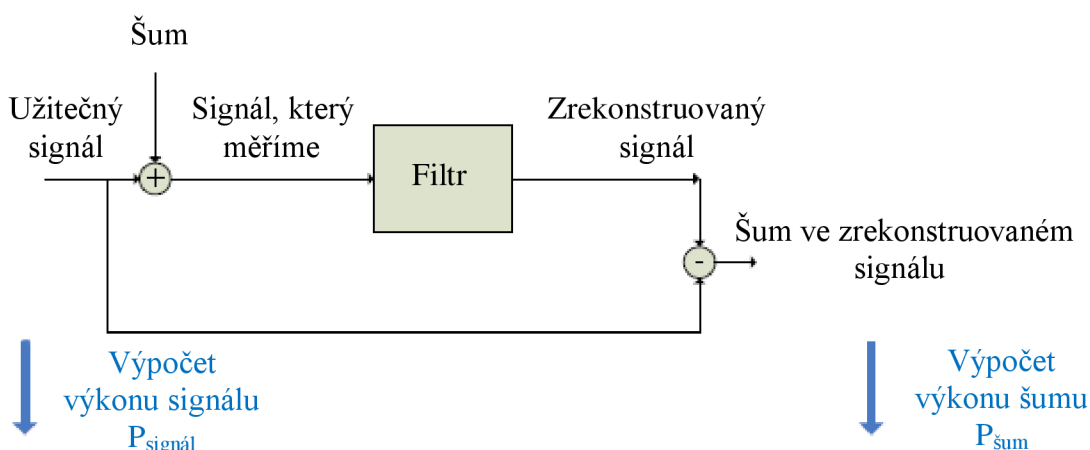 Šum
Užitečný
signál
Signál, který
měříme
Zrekonstruovaný
signál
+
Filtr
-
Šum ve zrekonstruovaném
signálu
Výpočet
výkonu signálu
Psignál
Výpočet
výkonu šumu
Pšum